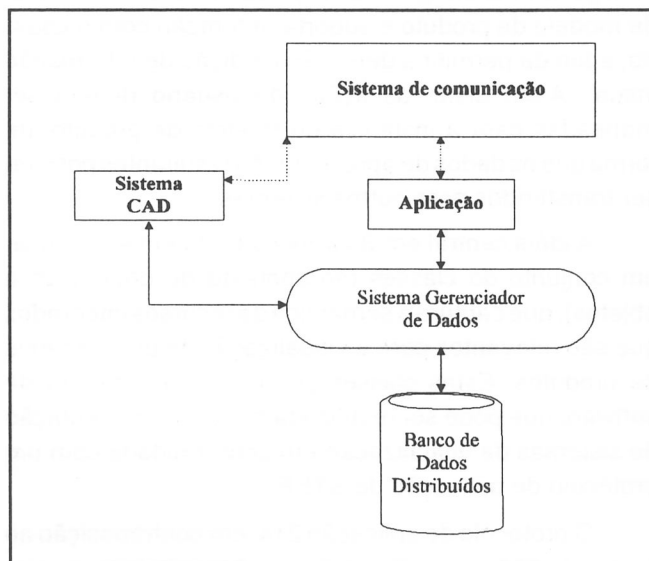 Sistema de comunicação
Sistema
CAD
Aplicação
Sistema Gerenciador
de Dados
Banco de
Dados
Distribuídos